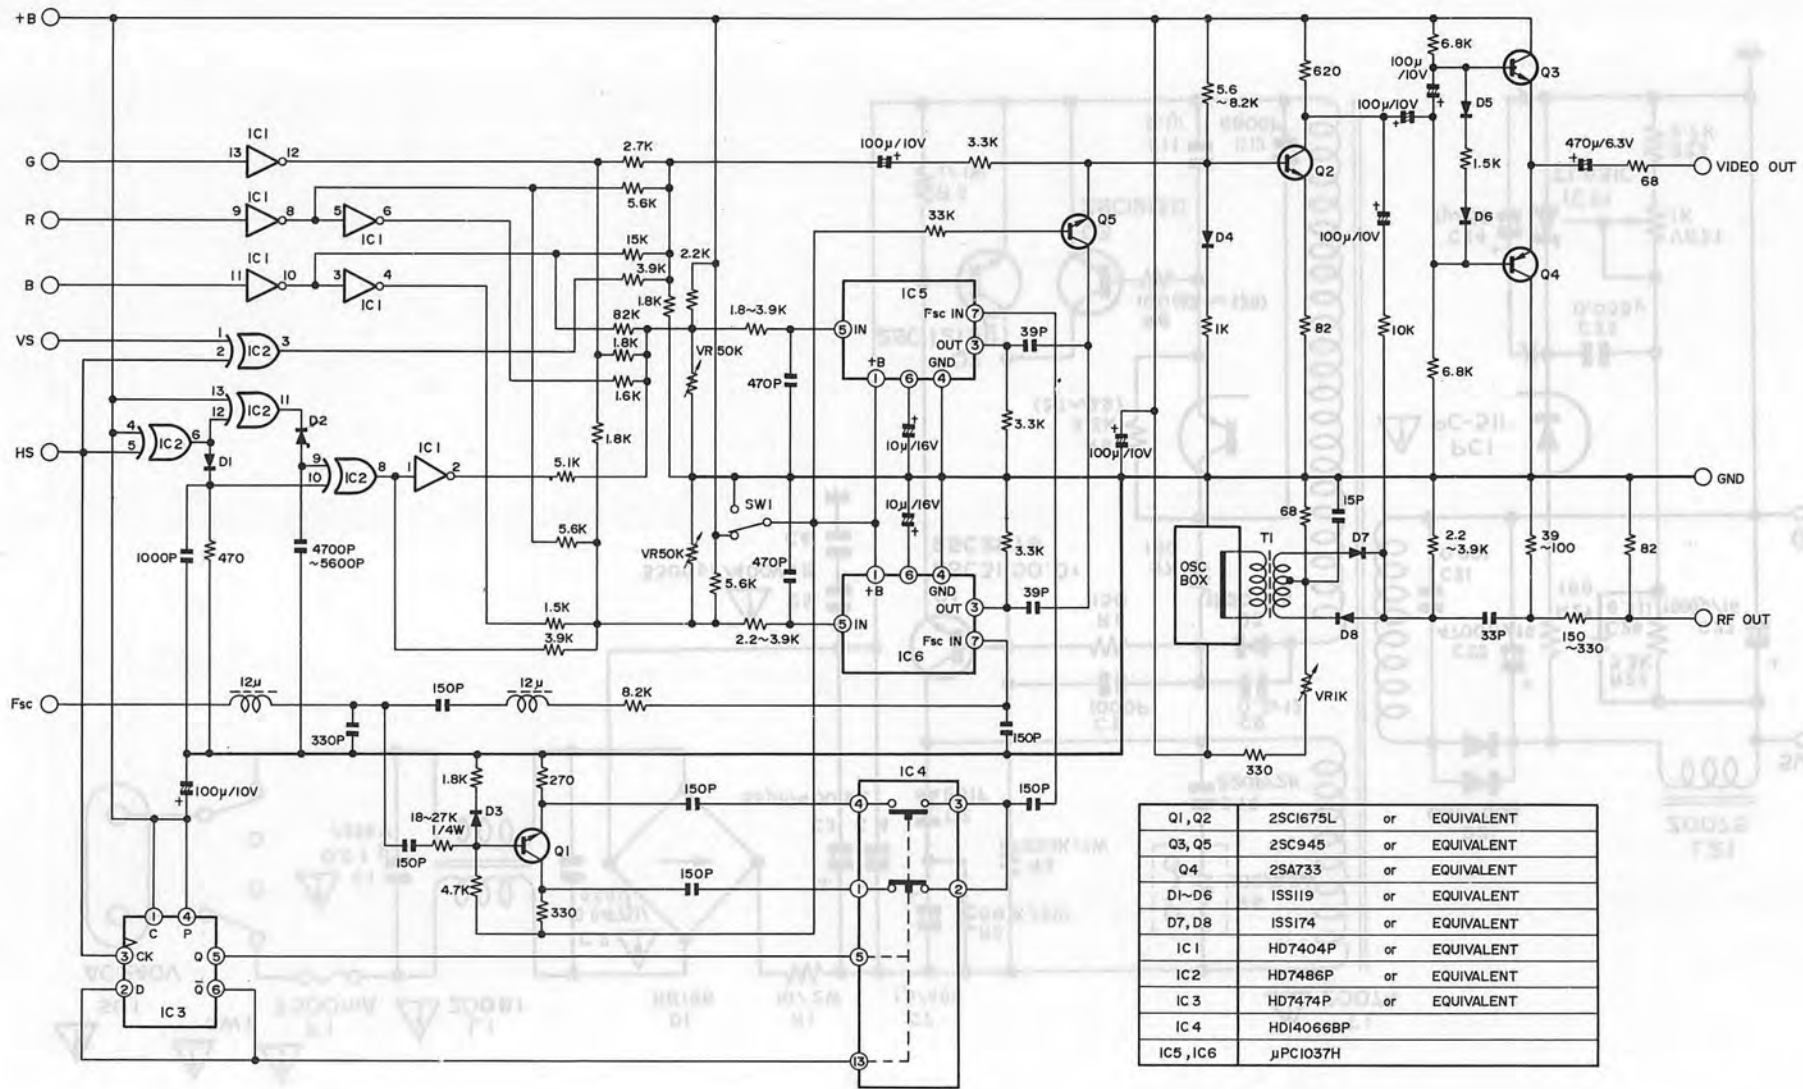 +B
G
R
B
VS
HS
Fsc
IC1
13
12
IC1
9
8
5
6
IC1
IC1
11
10
3
4
IC1
1
2
IC2
3
13
12
IC2
11
4
5
IC2
6
D1
D2
9
10
IC2
8
IC1
1
2
1000P
470
4700P
~5600P
2.7K
5.6K
15K
3.9K
82K
1.8K
1.6K
1.8K
1.8K
2.2K
5.1K
5.6K
1.5K
3.9K
VR50K
VR50K
1.8~3.9K
470P
470P
SW1
5.6K
2.2~3.9K
100μ/10V
3.3K
33K
Q5
IC5
5 IN
Fsc IN 7
OUT 3
+B
GND
1
6
4
39P
3.3K
10μ/16V
10μ/16V
100μ/10V
3.3K
1
6
4
+B
GND
OUT 3
5 IN
Fsc IN 7
IC6
39P
5.6
~8.2K
D4
1K
620
Q2
82
68
15P
OSC
BOX
T1
D7
D8
VR1K
330
100μ/10V
100μ/10V
10K
6.8K
100μ
/10V
D5
1.5K
D6
6.8K
Q3
Q4
470μ/6.3V
68
VIDEO OUT
GND
2.2
~3.9K
39
~100
82
33P
150
~330
RF OUT
12μ
150P
12μ
8.2K
330P
150P
100μ/10V
1.8K
270
D3
18~27K
1/4W
150P
Q1
4.7K
330
150P
150P
IC4
4
3
1
2
5
13
150P
1
4
C
P
3 CK
Q 5
2 D
Q 6
IC3
Q1,Q2 2SC1675L or EQUIVALENT
Q3,Q5 2SC945 or EQUIVALENT
Q4 2SA733 or EQUIVALENT
D1~D6 1SS119 or EQUIVALENT
D7,D8 1SS174 or EQUIVALENT
IC1 HD7404P or EQUIVALENT
IC2 HD7486P or EQUIVALENT
IC3 HD7474P or EQUIVALENT
IC4 HD14066BP
IC5,IC6 μPC1037H